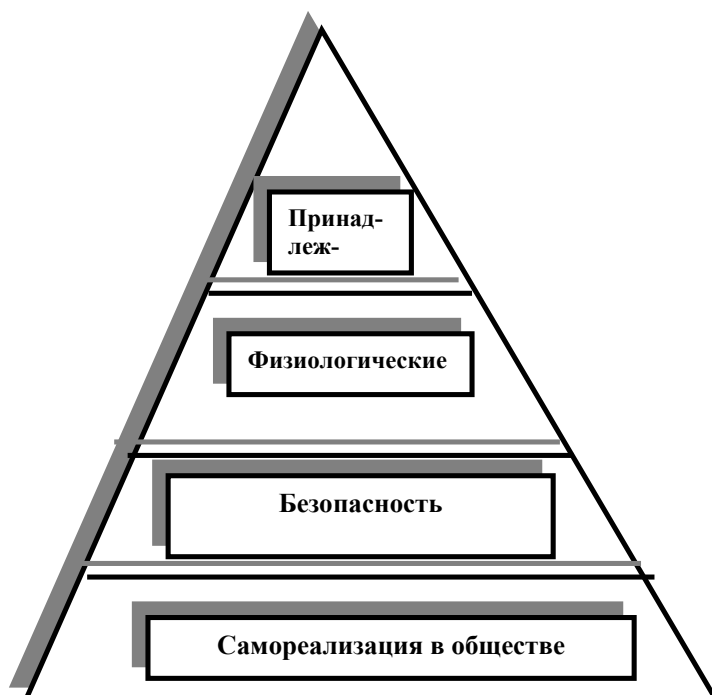 Принад-
леж-
Физиологические
Безопасность
Самореализация в обществе